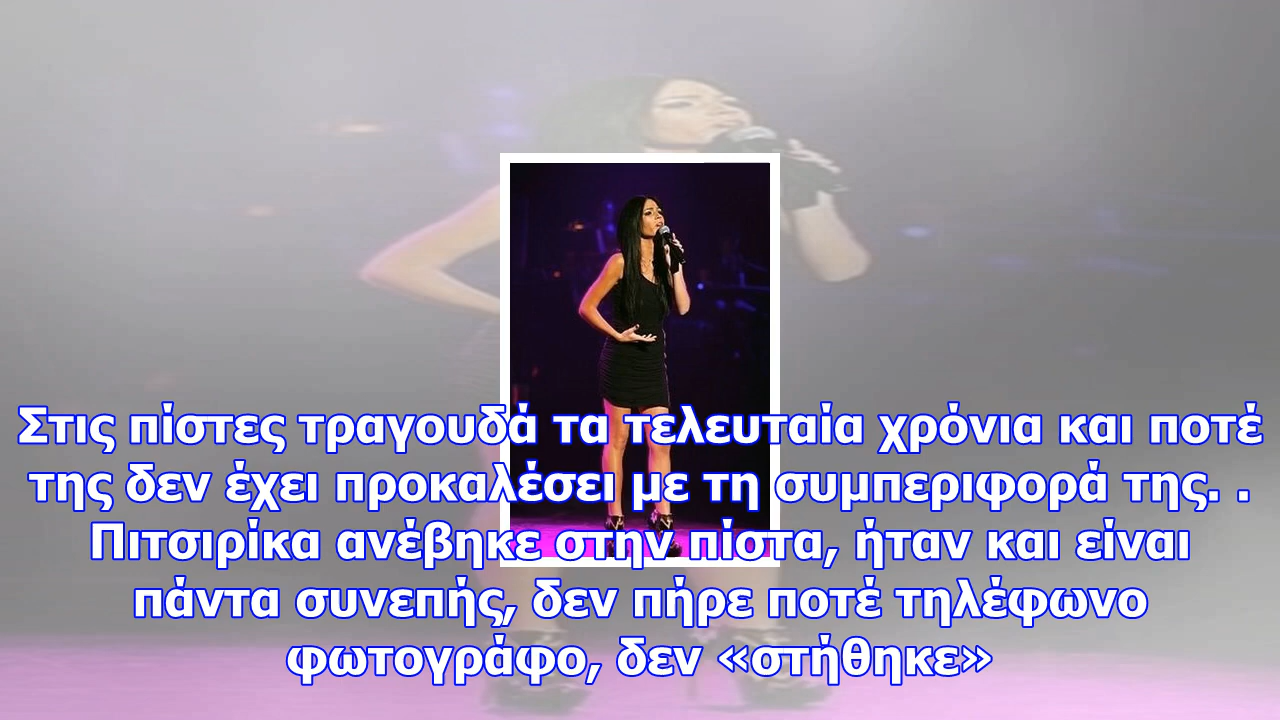 Στις πίστες τραγουδά τα τελευταία χρόνια και ποτέ
της δεν έχει προκαλέσει με τη συμπεριφορά της. .
Πιτσιρίκα ανέβηκε στην πίστα, ήταν και είναι
πάντα συνεπής, δεν πήρε ποτέ τηλέφωνο
φωτογράφο, δεν «στήθηκε»